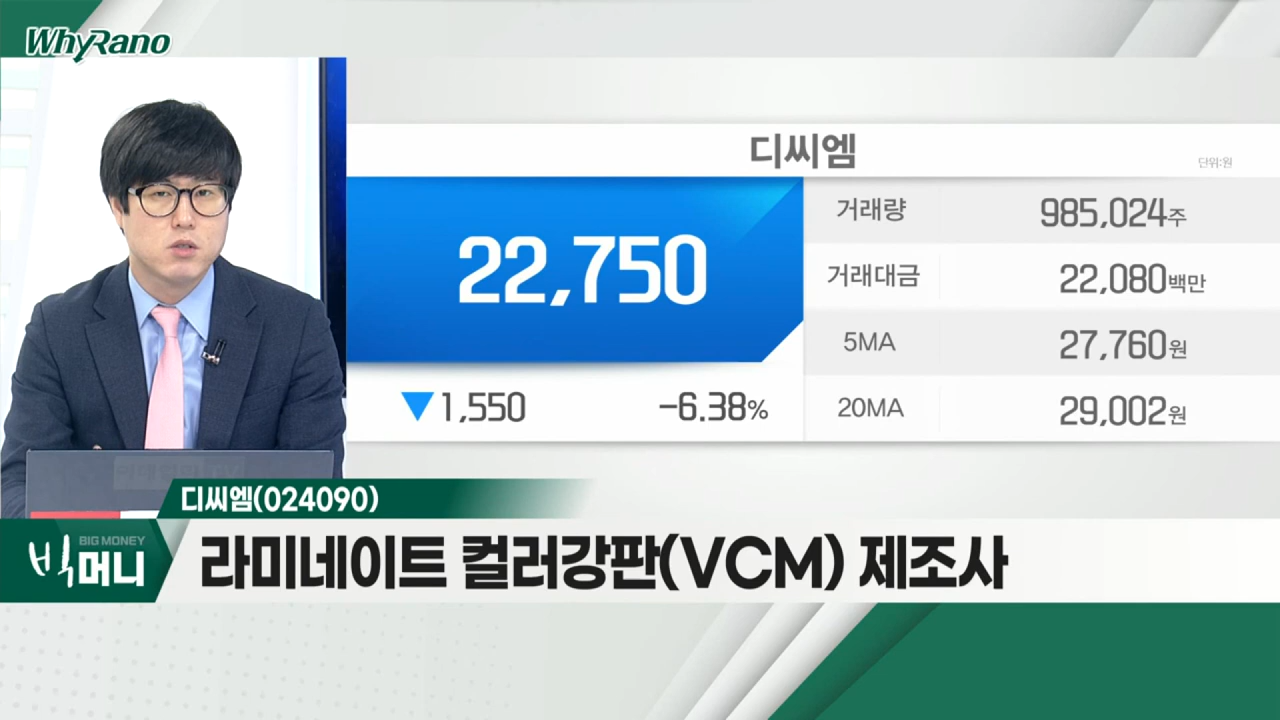 WhyRano
디씨엠
단위:원
22,750
▼1,550 -6.38%
거래량 985,024주
거래대금 22,080백만
5MA 27,760원
20MA 29,002원
디씨엠(024090)
BIG MONEY
빅머니
라미네이트 컬러강판(VCM) 제조사